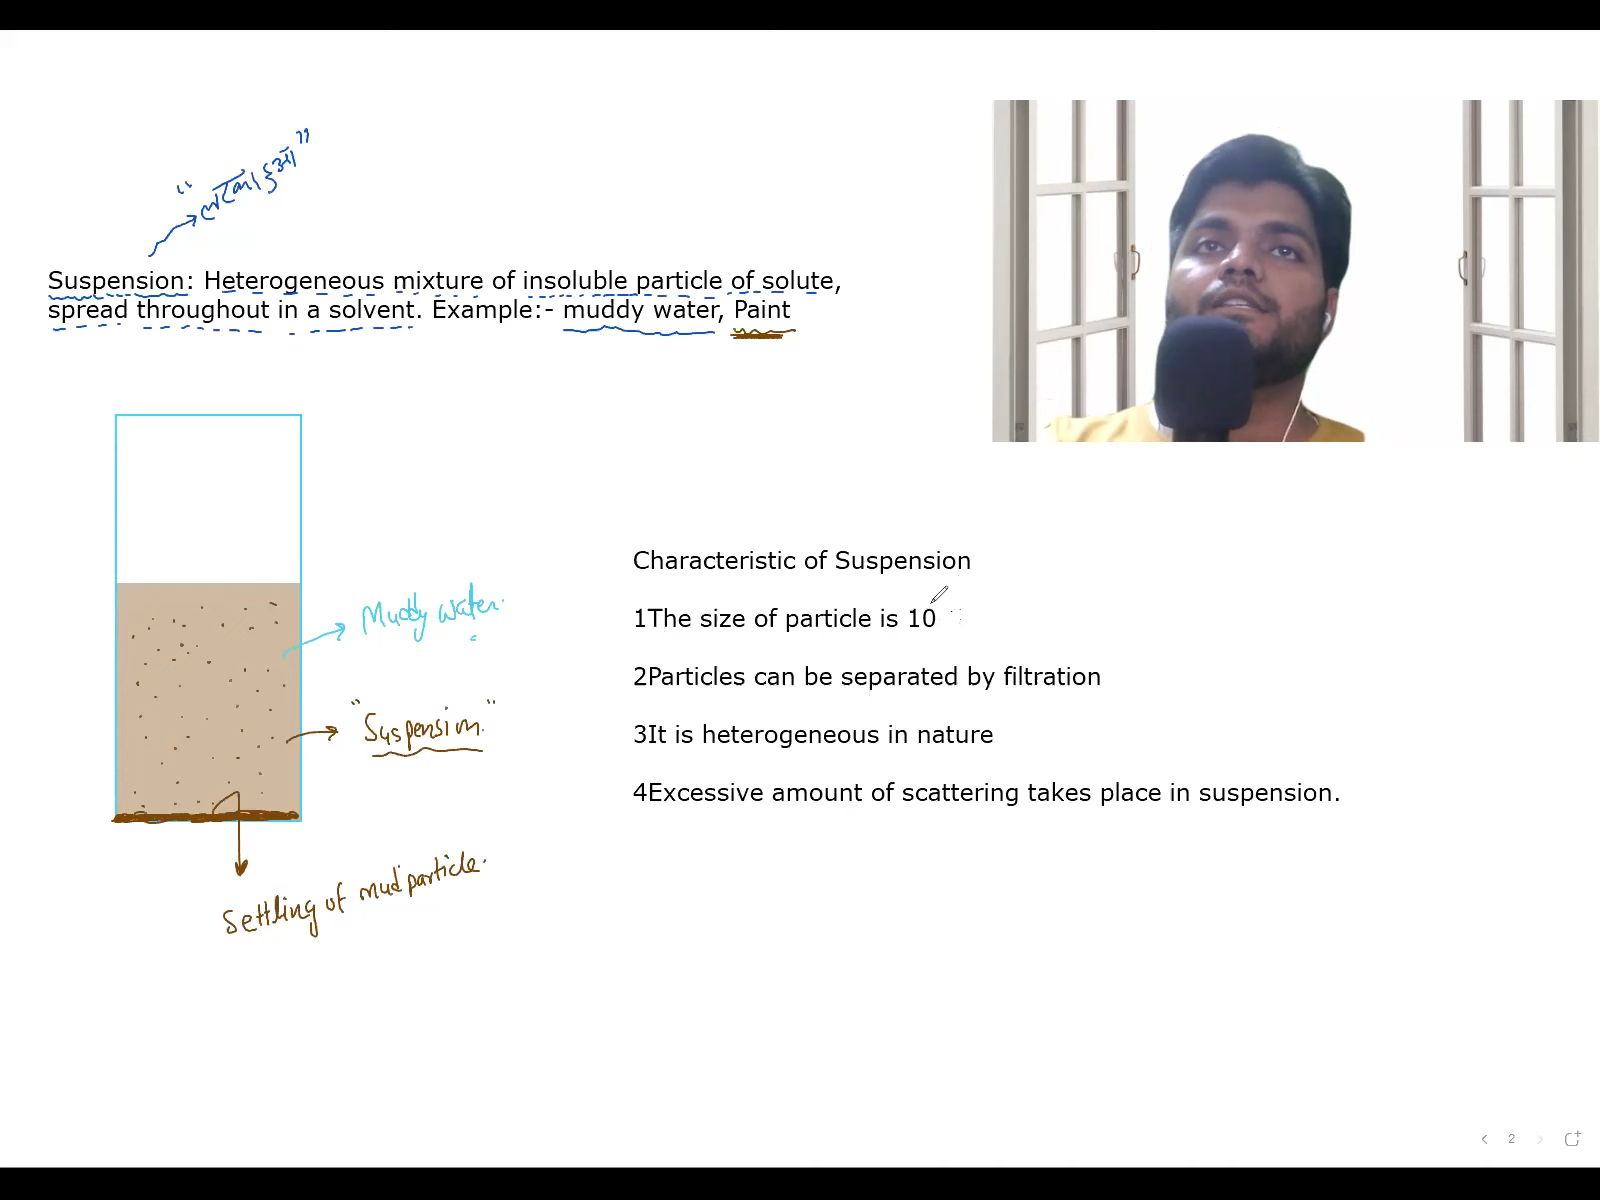 "लटका हुआ"
Suspension: Heterogeneous mixture of insoluble particle of solute,
spread throughout in a solvent. Example:- muddy water, Paint
Muddy water.
"Suspension."
Settling of mud particle.
Characteristic of Suspension
1The size of particle is 10
2Particles can be separated by filtration
3It is heterogeneous in nature
4Excessive amount of scattering takes place in suspension.
2